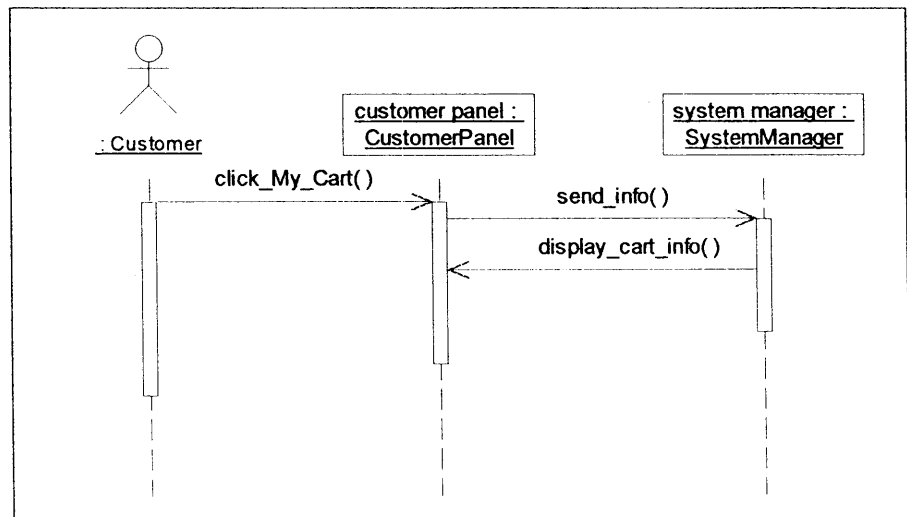 : Customer
customer panel :
CustomerPanel
system manager :
SystemManager
click_My_Cart( )
send_info( )
display_cart_info( )